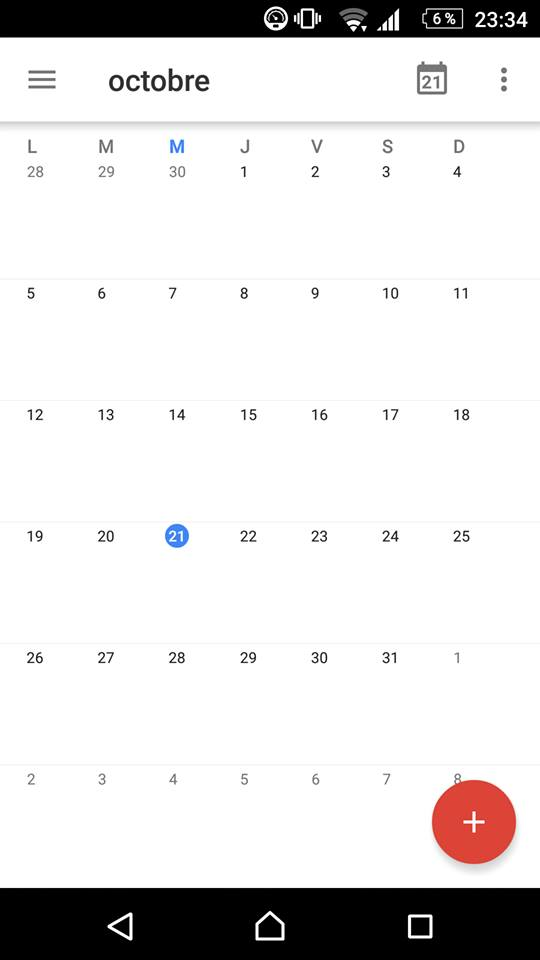 6 % 23:34
octobre 21
L M M J V S D
28 29 30 1 2 3 4
5 6 7 8 9 10 11
12 13 14 15 16 17 18
19 20 21 22 23 24 25
26 27 28 29 30 31 1
2 3 4 5 6 7 8